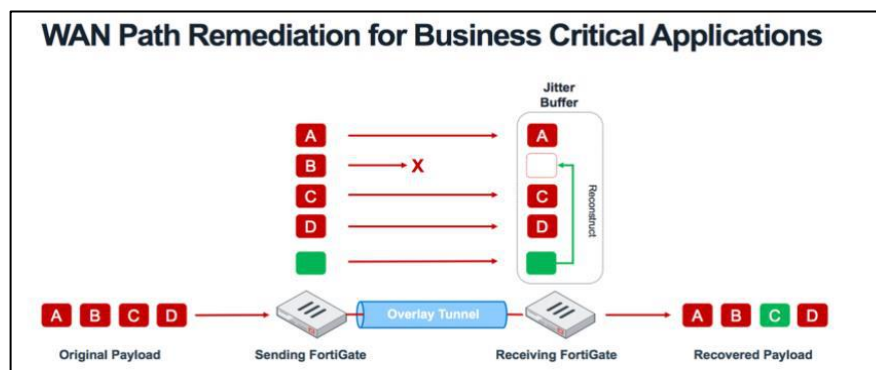 WAN Path Remediation for Business Critical Applications
Jitter
Buffer
A
A
B
X
C
C
D
D
Reconstruct
A B C D
Overlay Tunnel
A B C D
Original Payload
Sending FortiGate
Receiving FortiGate
Recovered Payload